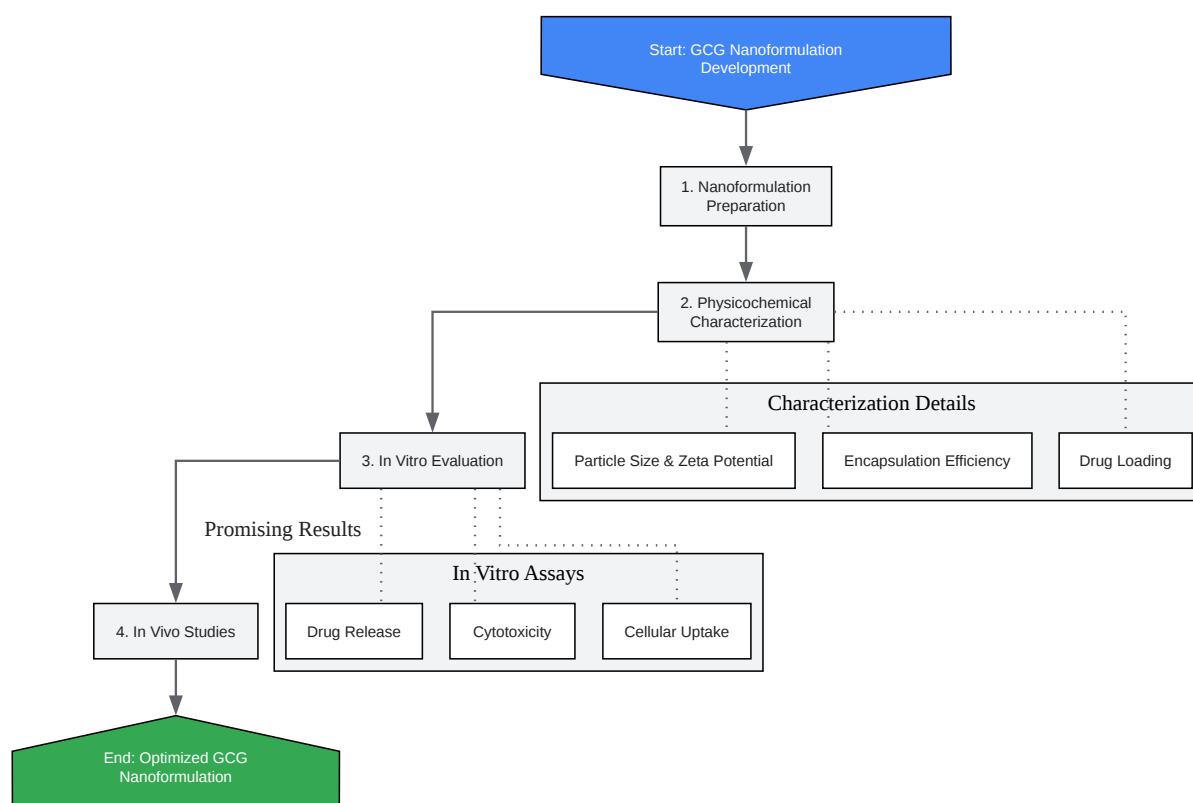 Start: GCG Nanoformulation
Development
1. Nanoformulation
Preparation
2. Physicochemical
Characterization
Characterization Details
Particle Size & Zeta Potential
Encapsulation Efficiency
Drug Loading
3. In Vitro Evaluation
Promising Results
In Vitro Assays
Drug Release
Cytotoxicity
Cellular Uptake
4. In Vivo Studies
End: Optimized GCG
Nanoformulation